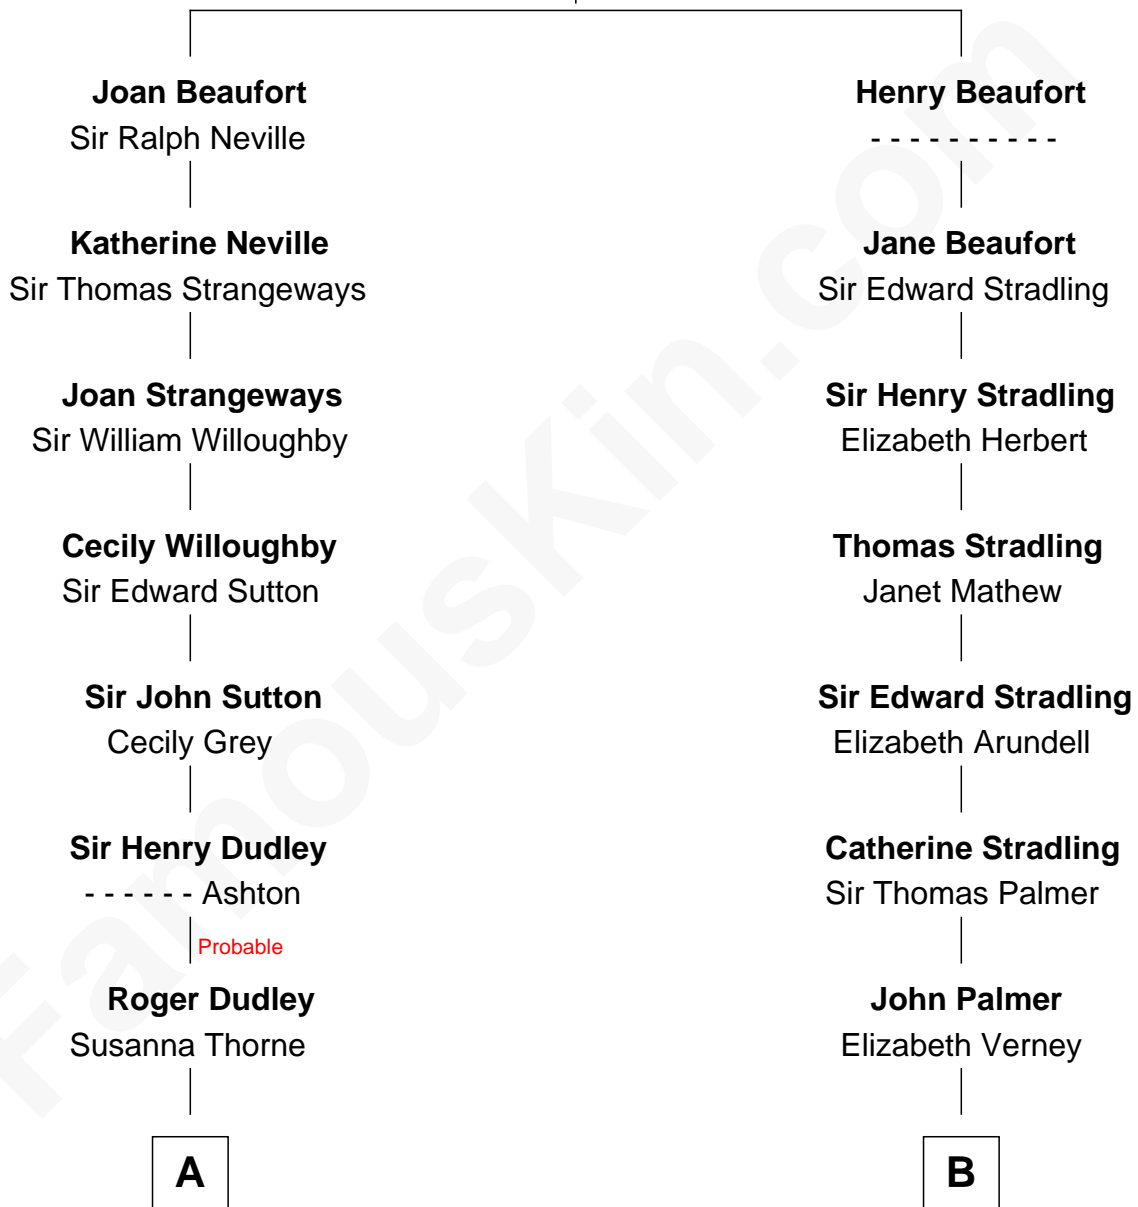 Joan Beaufort
Sir Ralph Neville
Katherine Neville
Sir Thomas Strangeways
Joan Strangeways
Sir William Willoughby
Cecily Willoughby
Sir Edward Sutton
Sir John Sutton
Cecily Grey
Sir Henry Dudley
- - - - - - Ashton
Probable
Roger Dudley
Susanna Thorne
A
Henry Beaufort
- - - - - - - - - -
Jane Beaufort
Sir Edward Stradling
Sir Henry Stradling
Elizabeth Herbert
Thomas Stradling
Janet Mathew
Sir Edward Stradling
Elizabeth Arundell
Catherine Stradling
Sir Thomas Palmer
John Palmer
Elizabeth Verney
B
FamousKin.com